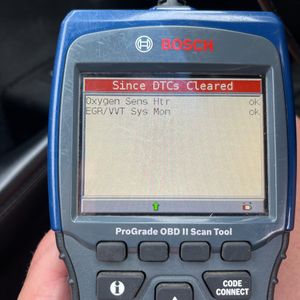 BOSCH
Since DTCs Cleared
Oxygen Sens Htr ok
EGR/VVT Sys Mon ok
ProGrade OBD II Scan Tool
CODE
CONNECT